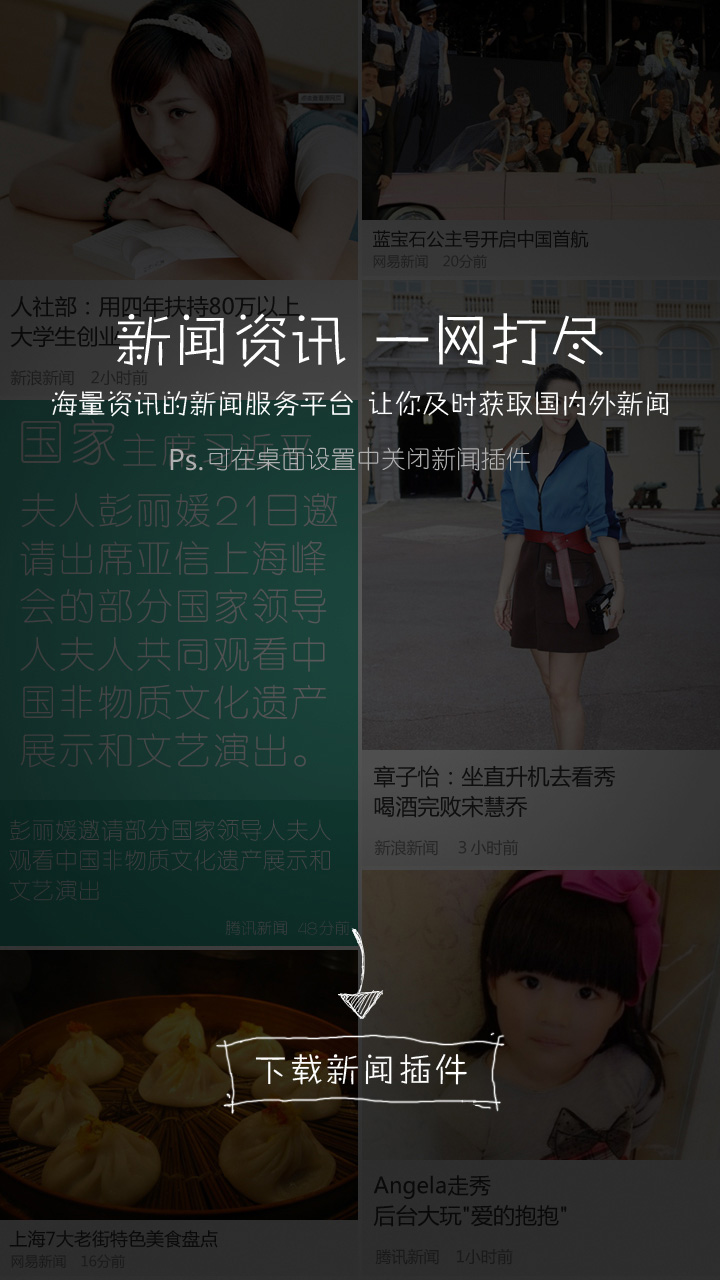 蓝宝石公主号开启中国首航
网易新闻 20分前
人社部：用四年扶持80万以上
大学生创业
新浪新闻 2小时前
新闻资讯 一网打尽
海量资讯的新闻服务平台 让你及时获取国内外新闻
Ps.可在桌面设置中关闭新闻插件
国家主席习近平
夫人彭丽媛21日邀
请出席亚信上海峰
会的部分国家领导
人夫人共同观看中
国非物质文化遗产
展示和文艺演出。
彭丽媛邀请部分国家领导人夫人
观看中国非物质文化遗产展示和
文艺演出
腾讯新闻 48分前
章子怡：坐直升机去看秀
喝酒完败宋慧乔
新浪新闻 3小时前
下载新闻插件
上海7大老街特色美食盘点
网易新闻 16分前
Angela走秀
后台大玩"爱的抱抱"
腾讯新闻 1小时前